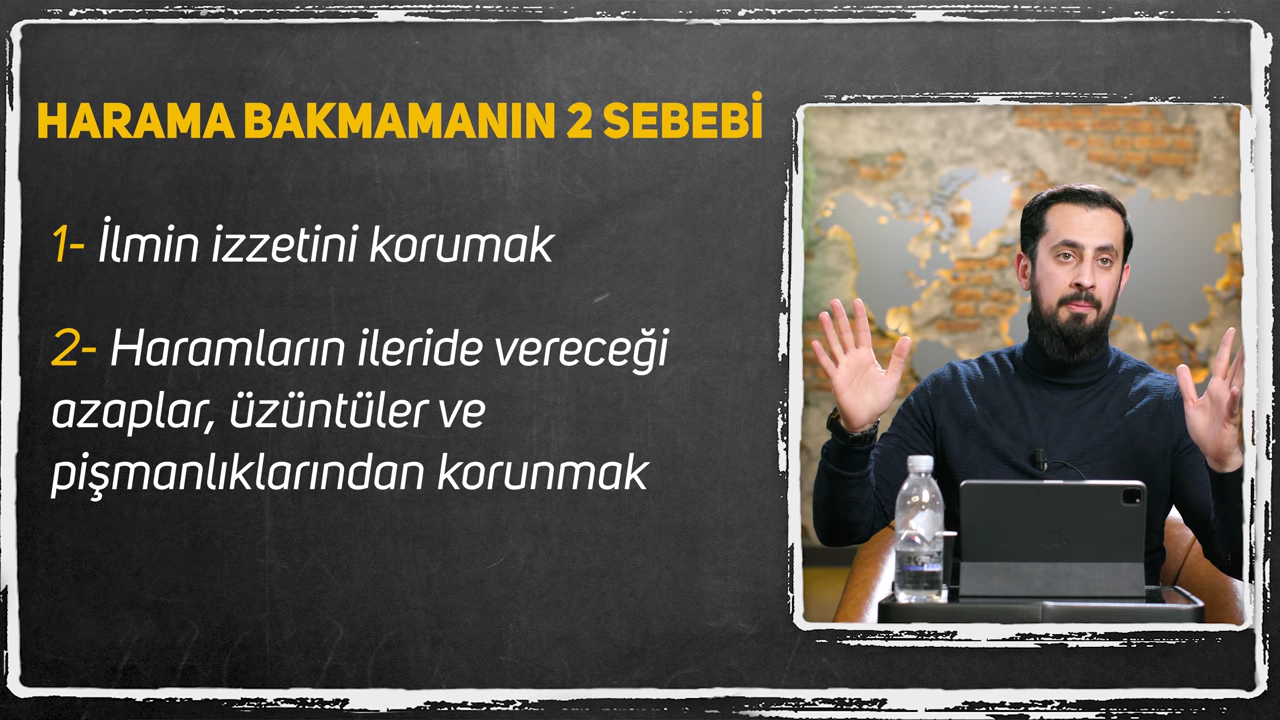 HARAMA BAKMAMANIN 2 SEBEBİ
1- İlmin izzetini korumak
2- Haramların ileride vereceği
azaplar, üzüntüler ve
pişmanlıklarından korunmak